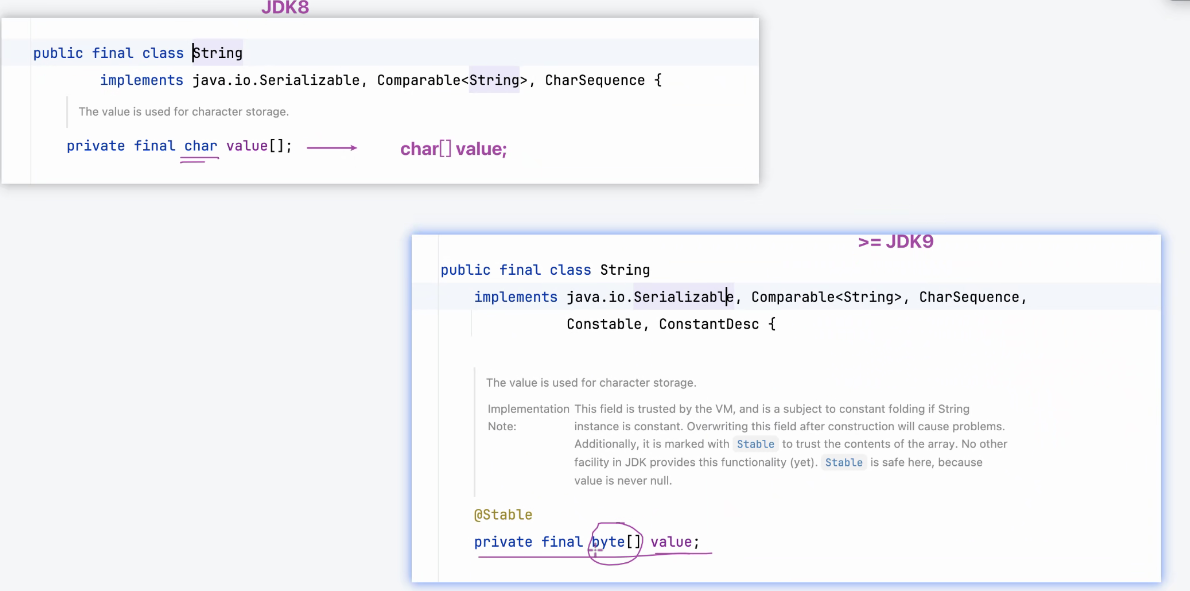 JDK8
public final class String
implements java.io.Serializable, Comparable<String>, CharSequence {
The value is used for character storage.
private final char value[];
char[] value;
>= JDK9
public final class String
implements java.io.Serializable, Comparable<String>, CharSequence,
Constable, ConstantDesc {
The value is used for character storage.
Implementation This field is trusted by the VM, and is a subject to constant folding if String
Note: instance is constant. Overwriting this field after construction will cause problems.
Additionally, it is marked with Stable to trust the contents of the array. No other
facility in JDK provides this functionality (yet). Stable is safe here, because
value is never null.
@Stable
private final byte[] value;